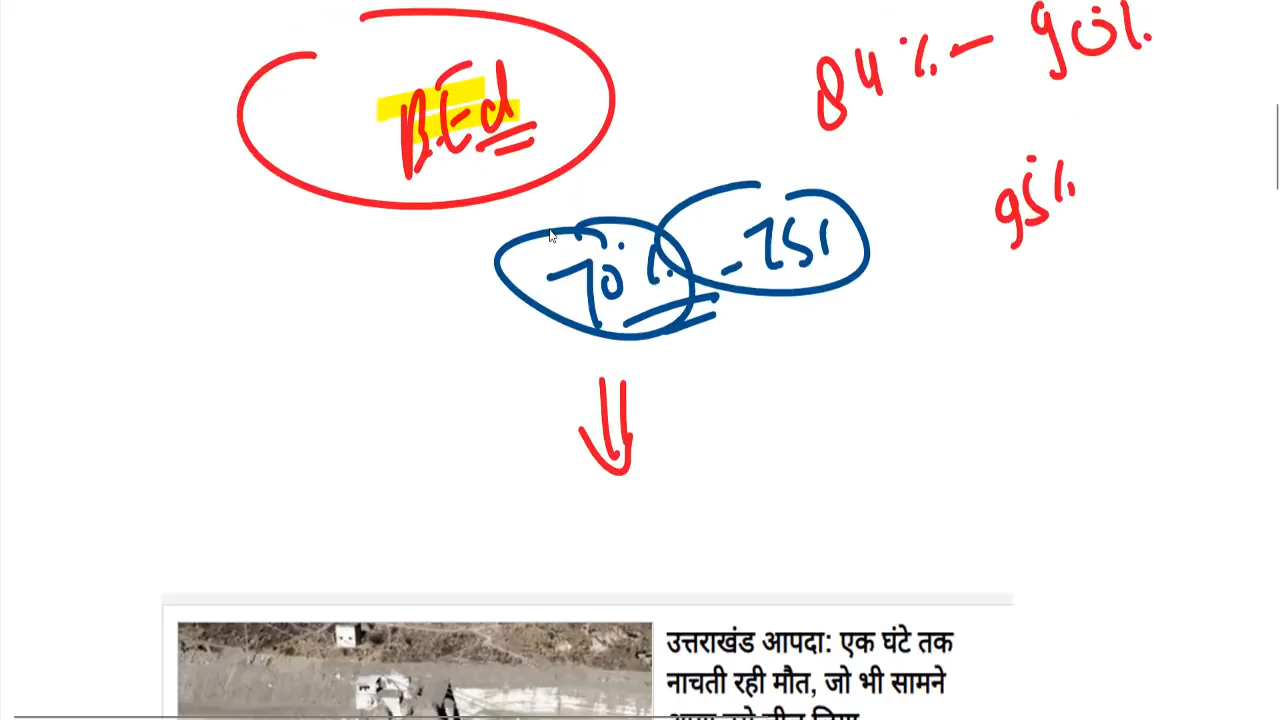 84% - 90%
BEd
95%
70% - 75%
उत्तराखंड आपदा: एक घंटे तक
नाचती रही मौत, जो भी सामने